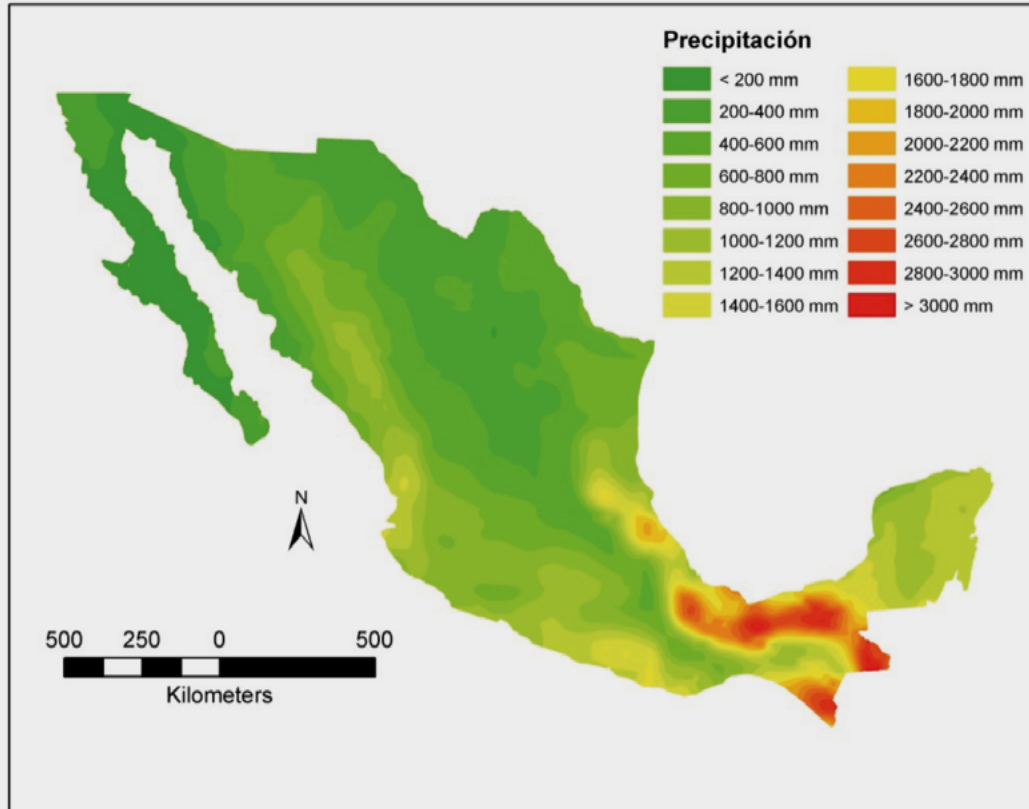 Precipitación
< 200 mm
200-400 mm
400-600 mm
600-800 mm
800-1000 mm
1000-1200 mm
1200-1400 mm
1400-1600 mm
1600-1800 mm
1800-2000 mm
2000-2200 mm
2200-2400 mm
2400-2600 mm
2600-2800 mm
2800-3000 mm
> 3000 mm
N
500 250 0 500
Kilometers